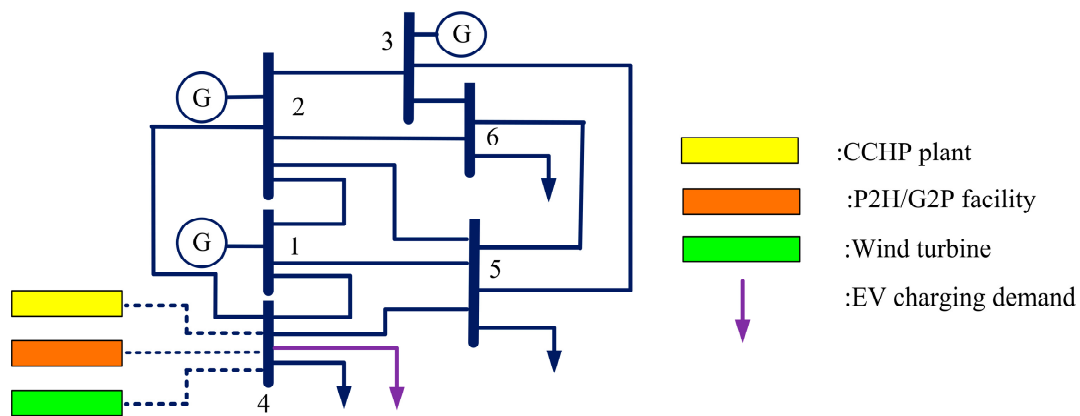 3
G
G
2
6
:CCHP plant
:P2H/G2P facility
G
1
:Wind turbine
5
:EV charging demand
4